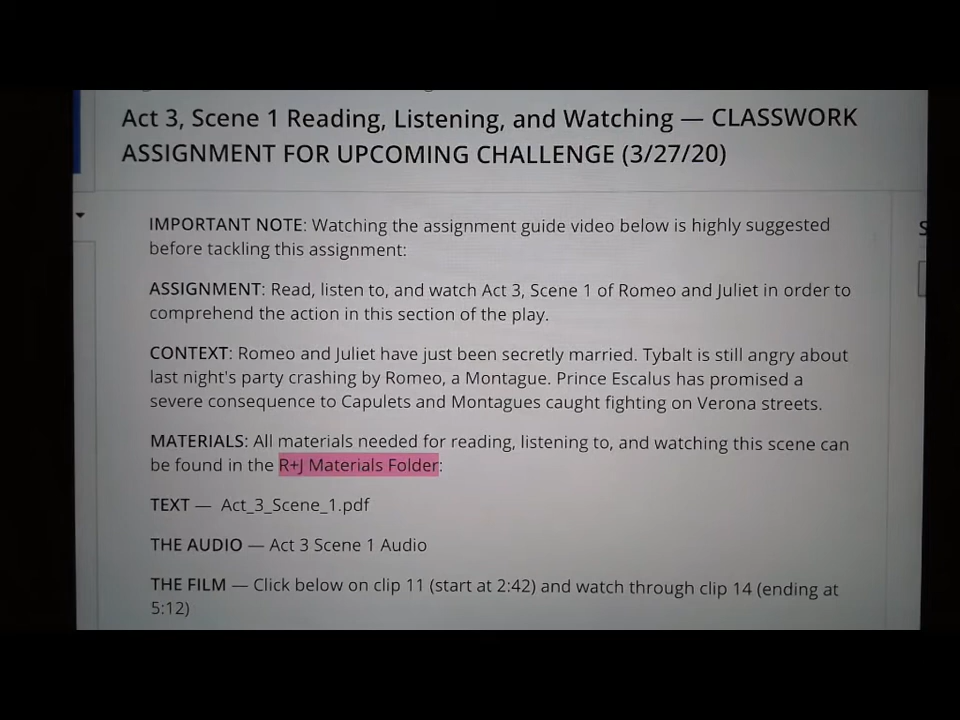 Act 3, Scene 1 Reading, Listening, and Watching — CLASSWORK
ASSIGNMENT FOR UPCOMING CHALLENGE (3/27/20)
IMPORTANT NOTE: Watching the assignment guide video below is highly suggested
before tackling this assignment:
ASSIGNMENT: Read, listen to, and watch Act 3, Scene 1 of Romeo and Juliet in order to
comprehend the action in this section of the play.
CONTEXT: Romeo and Juliet have just been secretly married. Tybalt is still angry about
last night's party crashing by Romeo, a Montague. Prince Escalus has promised a
severe consequence to Capulets and Montagues caught fighting on Verona streets.
MATERIALS: All materials needed for reading, listening to, and watching this scene can
be found in the R+J Materials Folder:
TEXT — Act_3_Scene_1.pdf
THE AUDIO — Act 3 Scene 1 Audio
THE FILM — Click below on clip 11 (start at 2:42) and watch through clip 14 (ending at
5:12)